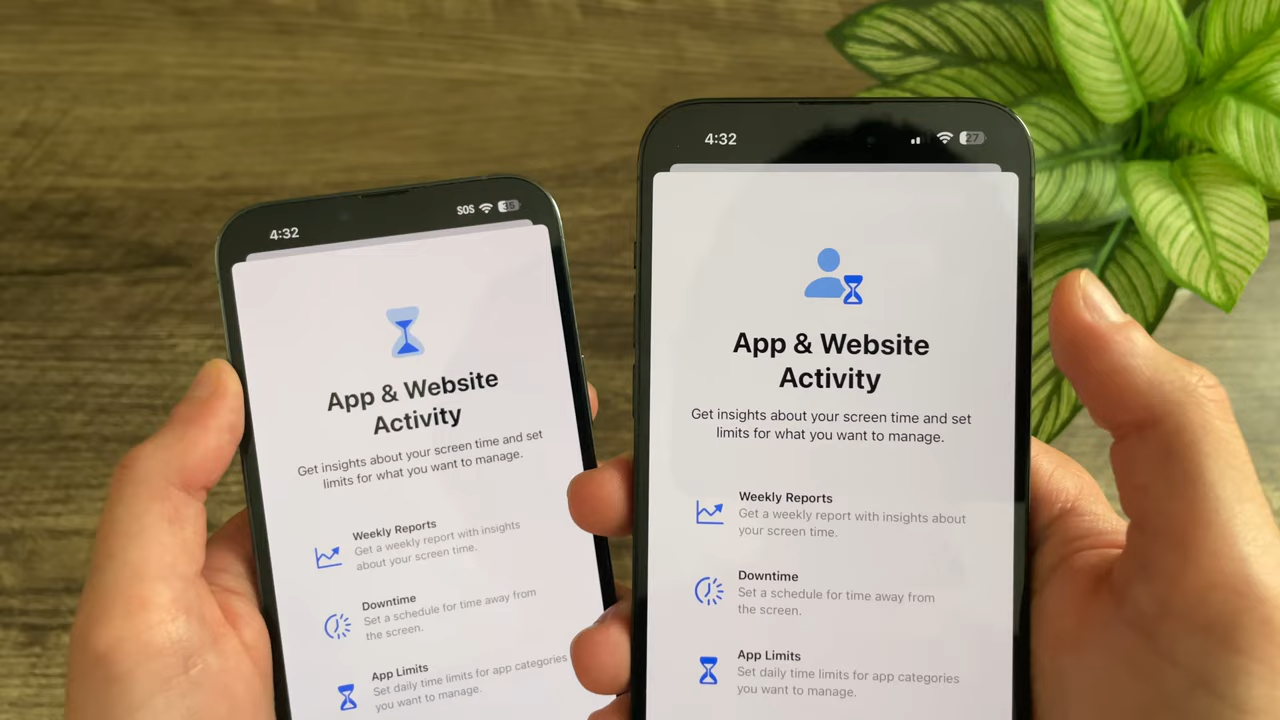 4:32
SOS 35
App & Website
Activity
Get insights about your screen time and set
limits for what you want to manage.
Weekly Reports
Get a weekly report with insights
about your screen time.
Downtime
Set a schedule for time away from
the screen.
App Limits
Set daily time limits for app categories
you want to manage.
4:32
27
App & Website
Activity
Get insights about your screen time and set
limits for what you want to manage.
Weekly Reports
Get a weekly report with insights about
your screen time.
Downtime
Set a schedule for time away from
the screen.
App Limits
Set daily time limits for app categories
you want to manage.